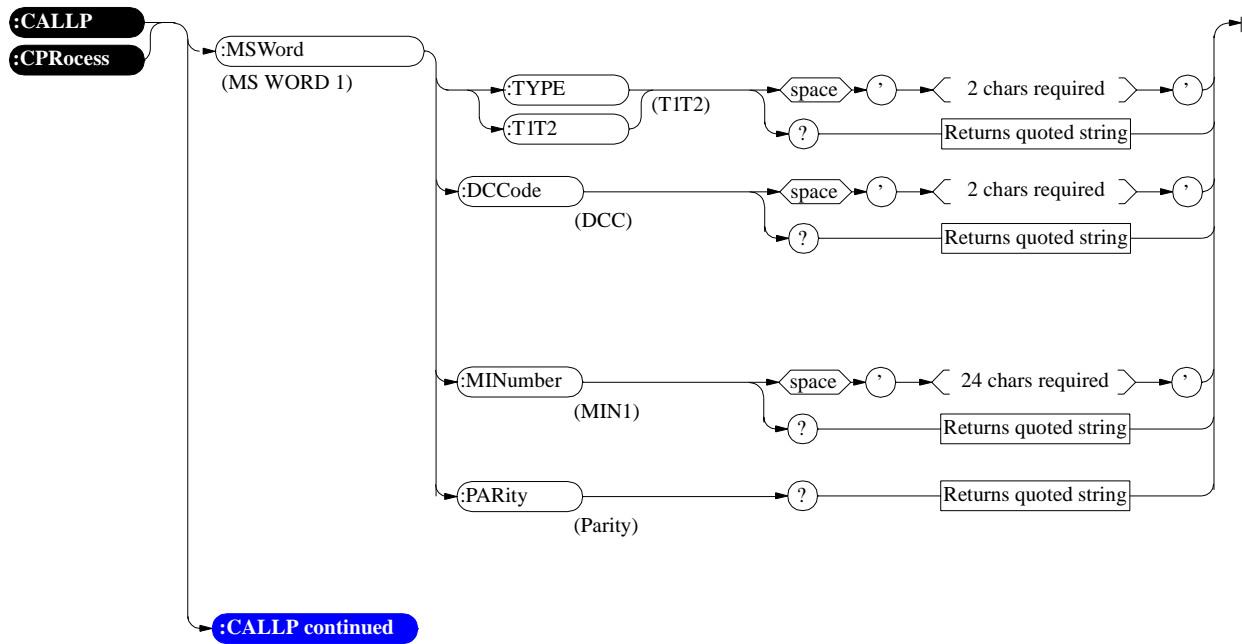 :CALLP
:CPRocess
:MSWord
(MS WORD 1)
:TYPE
:T1T2
(T1T2)
space ’ 2 chars required ’
? Returns quoted string
:DCCode
(DCC)
space ’ 2 chars required ’
? Returns quoted string
:MINumber
(MIN1)
space ’ 24 chars required ’
? Returns quoted string
:PARity
(Parity)
? Returns quoted string
:CALLP continued